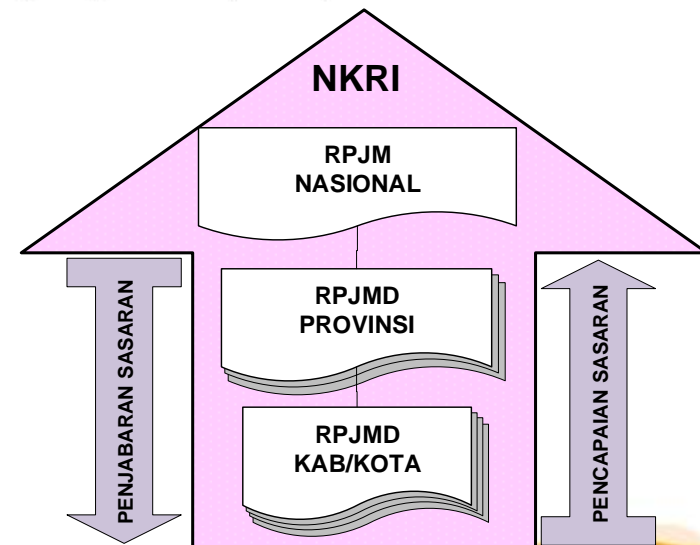 NKRI
RPJM
NASIONAL
RPJMD
PROVINSI
RPJMD
KAB/KOTA
PENJABARAN SASARAN
PENCAPAIAN SASARAN